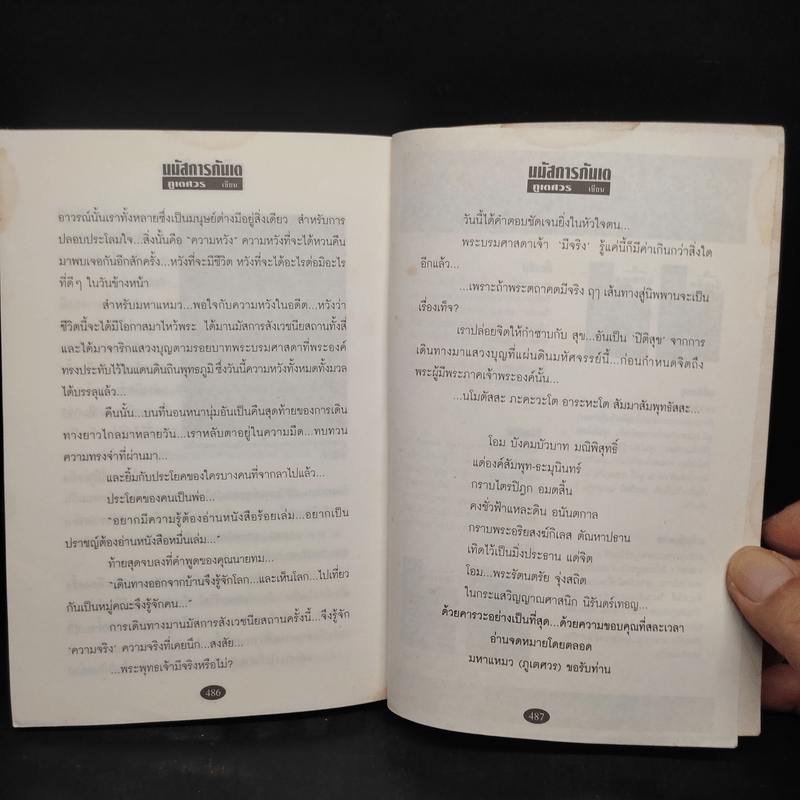 นมัสการภันเต
ภูเตศวร เขียน
อาวรณ์นั้นเราทั้งหลายซึ่งเป็นมนุษย์ต่างมีอยู่สิ่งเดียว สำหรับการ
ปลอบประโลมใจ...สิ่งนั้นคือ "ความหวัง" ความหวังที่จะได้หวนคืน
มาพบเจอกันอีกสักครั้ง...หวังที่จะมีชีวิต หวังที่จะได้อะไรต่อมิอะไร
ที่ดีๆ ในวันข้างหน้า
สำหรับมหาแหมว...พอใจกับความหวังในอดีต...หวังว่า
ชีวิตนี้จะได้มีโอกาสมาไหว้พระ ได้มานมัสการสังเวชนียสถานทั้งสี่
และได้มาจาริกแสวงบุญตามรอยบาทพระบรมศาสดาที่พระองค์
ทรงประทับไว้ในแดนดินถิ่นพุทธภูมิ ซึ่งวันนี้ความหวังทั้งหมดทั้งมวล
ได้บรรลุแล้ว...
คืนนั้น...บนที่นอนหนานุ่มอันเป็นคืนสุดท้ายของการเดิน
ทางยาวไกลมาหลายวัน...เราหลับตาอยู่ในความมืด...ทบทวน
ความทรงจำที่ผ่านมา...
และยิ้มกับประโยคของใครบางคนที่จากลาไปแล้ว...
ประโยคของคนเป็นพ่อ...
"อยากมีความรู้ต้องอ่านหนังสือร้อยเล่ม...อยากเป็น
ปราชญ์ต้องอ่านหนังสือหมื่นเล่ม..."
ท้ายสุดจบลงที่คำพูดของคุณนายทม...
"เดินทางออกจากบ้านจึงรู้จักโลก...และเห็นโลก...ไปเที่ยว
กันเป็นหมู่คณะจึงรู้จักคน..."
การเดินทางมานมัสการสังเวชนียสถานครั้งนี้...จึงรู้จัก
'ความจริง' ความจริงที่เคยนึก...สงสัย...
...พระพุทธเจ้ามีจริงหรือไม่?
486
นมัสการภันเต
ภูเตศวร เขียน
วันนี้ได้คำตอบชัดเจนยิ่งในหัวใจตน...
พระบรมศาสดาเจ้า 'มีจริง' รู้แค่นี้ก็มีค่าเกินกว่าสิ่งใด
อีกแล้ว...
...เพราะถ้าพระตถาคตมีจริง ฤๅ เส้นทางสู่นิพพานจะเป็น
เรื่องเท็จ?
เราปล่อยจิตให้กำซาบกับ สุข...อันเป็น 'ปิติสุข' จากการ
เดินทางมาแสวงบุญที่แผ่นดินมหัศจรรย์นี้...ก่อนกำหนดจิตถึง
พระผู้มีพระภาคเจ้าพระองค์นั้น...
...นโมตัสสะ ภะคะวะโต อาระหะโต สัมมาสัมพุทธัสสะ...
โอม บังคมบัวบาท มณีพิสุทธิ์
แด่องค์สัมพุท-ธะมุนินทร์
กราบไตรปิฎก อมตสิ้น
คงชั่วฟ้าแหละดิน อนันตกาล
กราบพระอริยสงฆ์กิเลส ตัณหาปธาน
เทิดไว้เป็นมิ่งประธาน แด่จิต
โอม...พระรัตนตรัย จุ่งสถิต
ในกระแสวิญญาณศาสนิก นิรันดร์เทอญ...
ด้วยคารวะอย่างเป็นที่สุด...ด้วยความขอบคุณที่สละเวลา
อ่านจดหมายโดยตลอด
มหาแหมว (ภูเตศวร) ขอรับท่าน
487